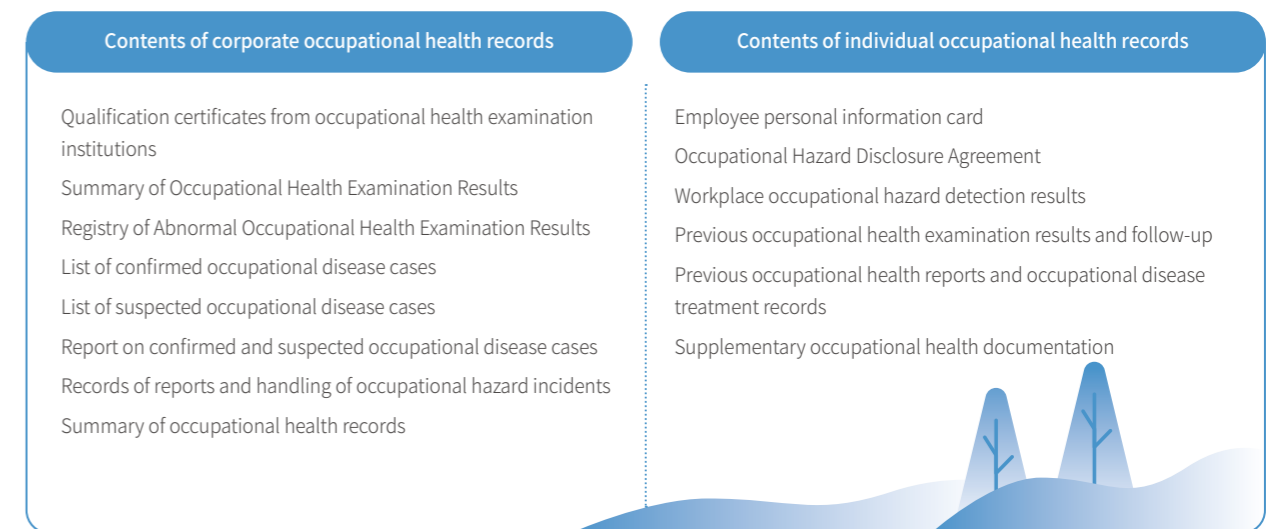 Contents of corporate occupational health records
Qualification certificates from occupational health examination
institutions
Summary of Occupational Health Examination Results
Registry of Abnormal Occupational Health Examination Results
List of confirmed occupational disease cases
List of suspected occupational disease cases
Report on confirmed and suspected occupational disease cases
Records of reports and handling of occupational hazard incidents
Summary of occupational health records
Contents of individual occupational health records
Employee personal information card
Occupational Hazard Disclosure Agreement
Workplace occupational hazard detection results
Previous occupational health examination results and follow-up
Previous occupational health reports and occupational disease
treatment records
Supplementary occupational health documentation